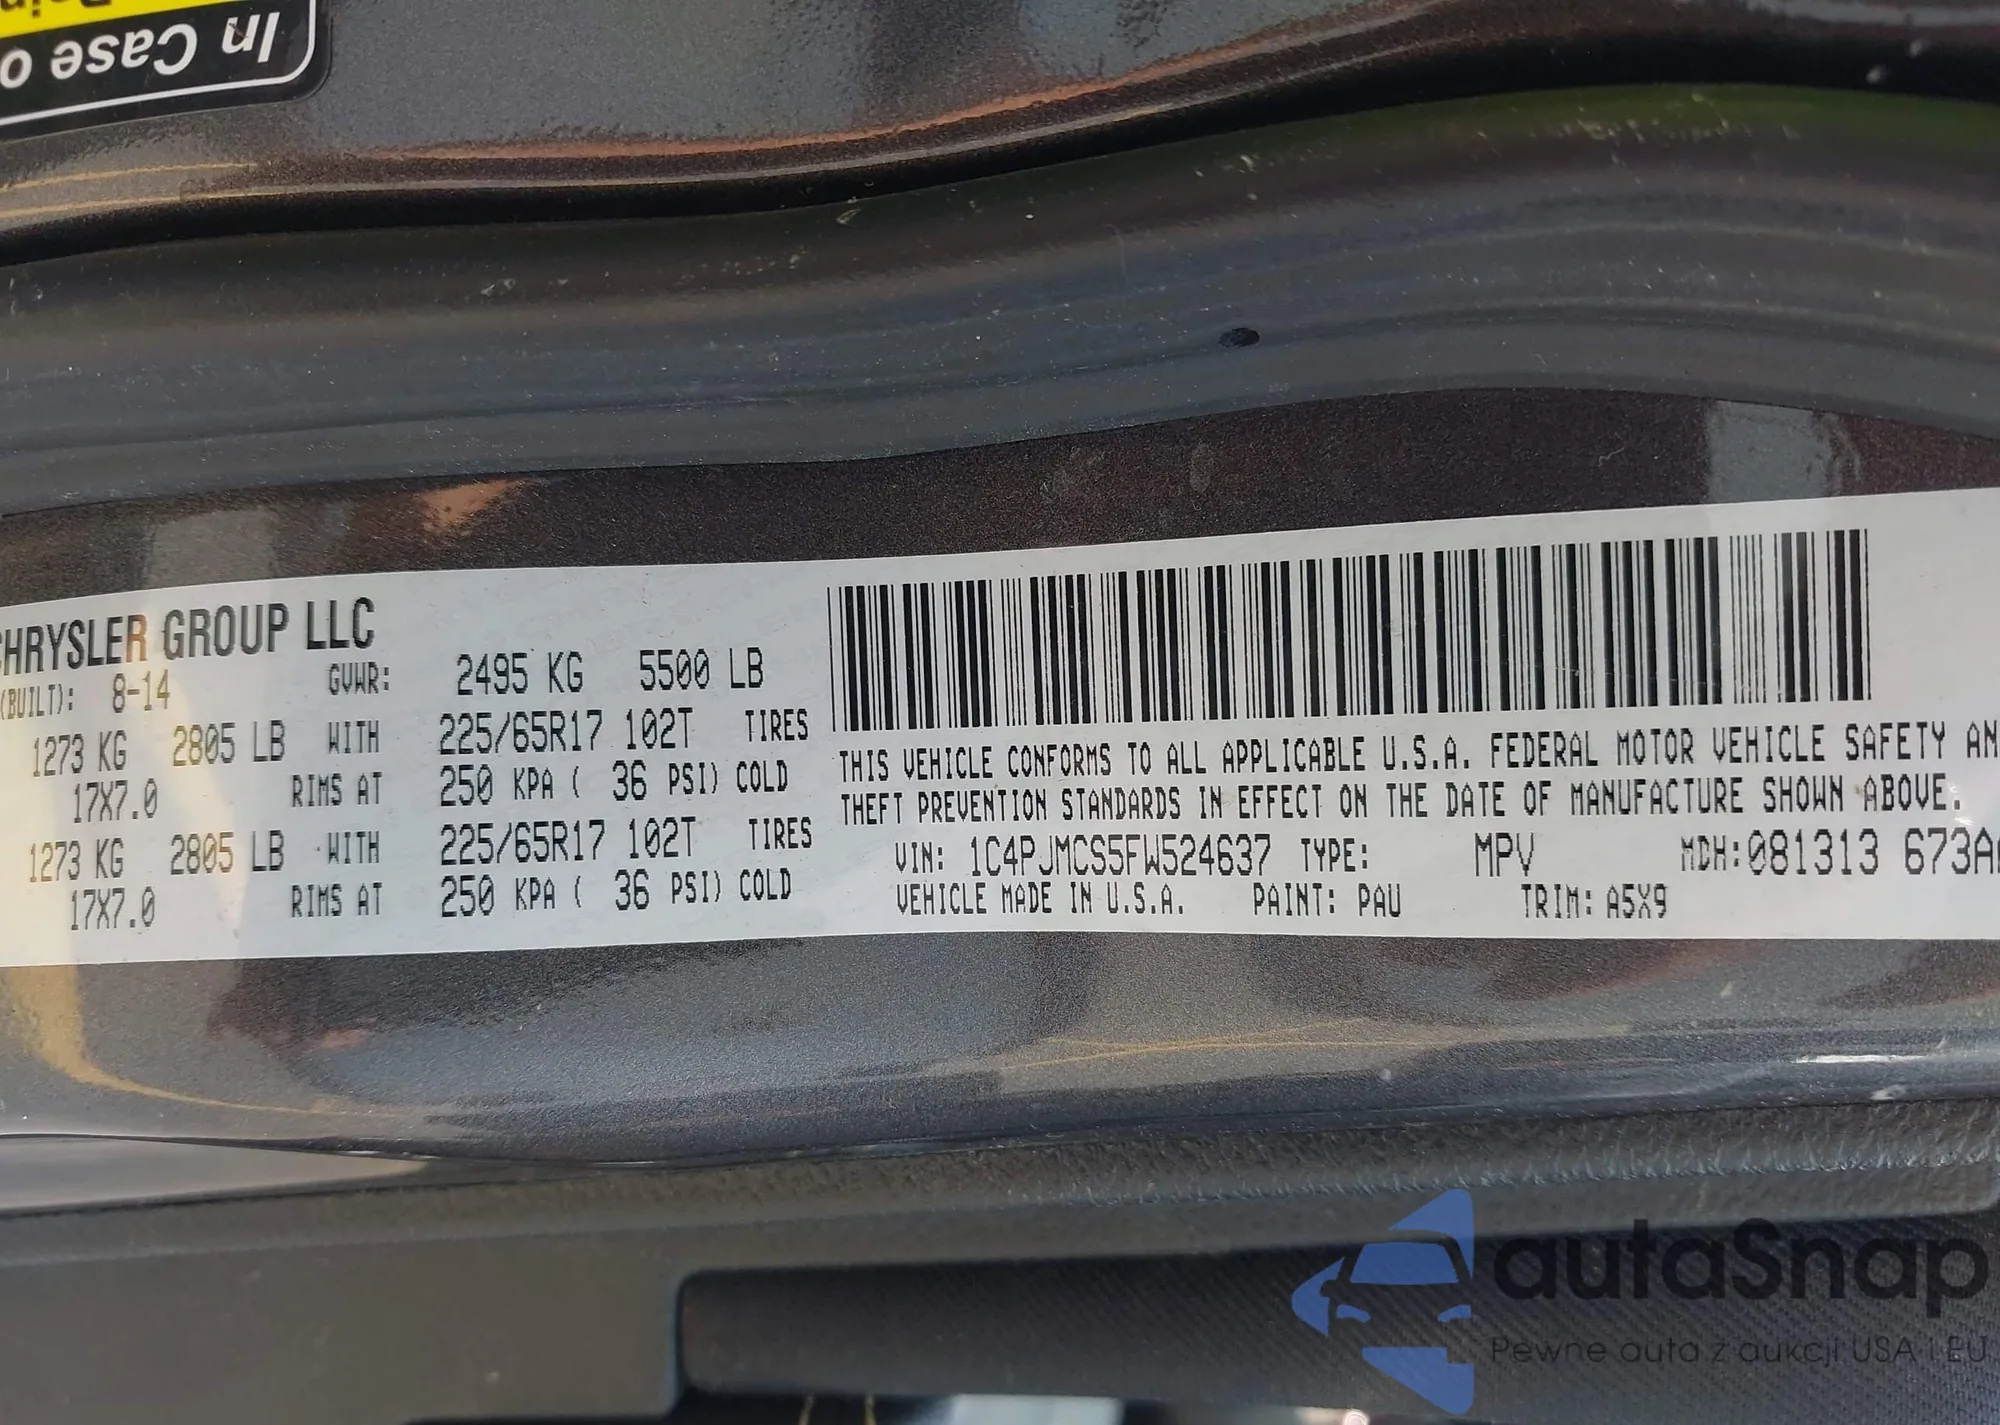 In Case o
CHRYSLER GROUP LLC
(BUILT): 8-14 GVWR: 2495 KG 5500 LB
1273 KG 2805 LB WITH 225/65R17 102T TIRES
17X7.0 RIMS AT 250 KPA ( 36 PSI) COLD
1273 KG 2805 LB WITH 225/65R17 102T TIRES
17X7.0 RIMS AT 250 KPA ( 36 PSI) COLD
THIS VEHICLE CONFORMS TO ALL APPLICABLE U.S.A. FEDERAL MOTOR VEHICLE SAFETY AN
THEFT PREVENTION STANDARDS IN EFFECT ON THE DATE OF MANUFACTURE SHOWN ABOVE.
VIN: 1C4PJMCS5FW524637 TYPE: MPV MDH:081313 673A
VEHICLE MADE IN U.S.A. PAINT: PAU TRIM: A5X9
autaSnap
Pewne auta z aukcji USA i EU